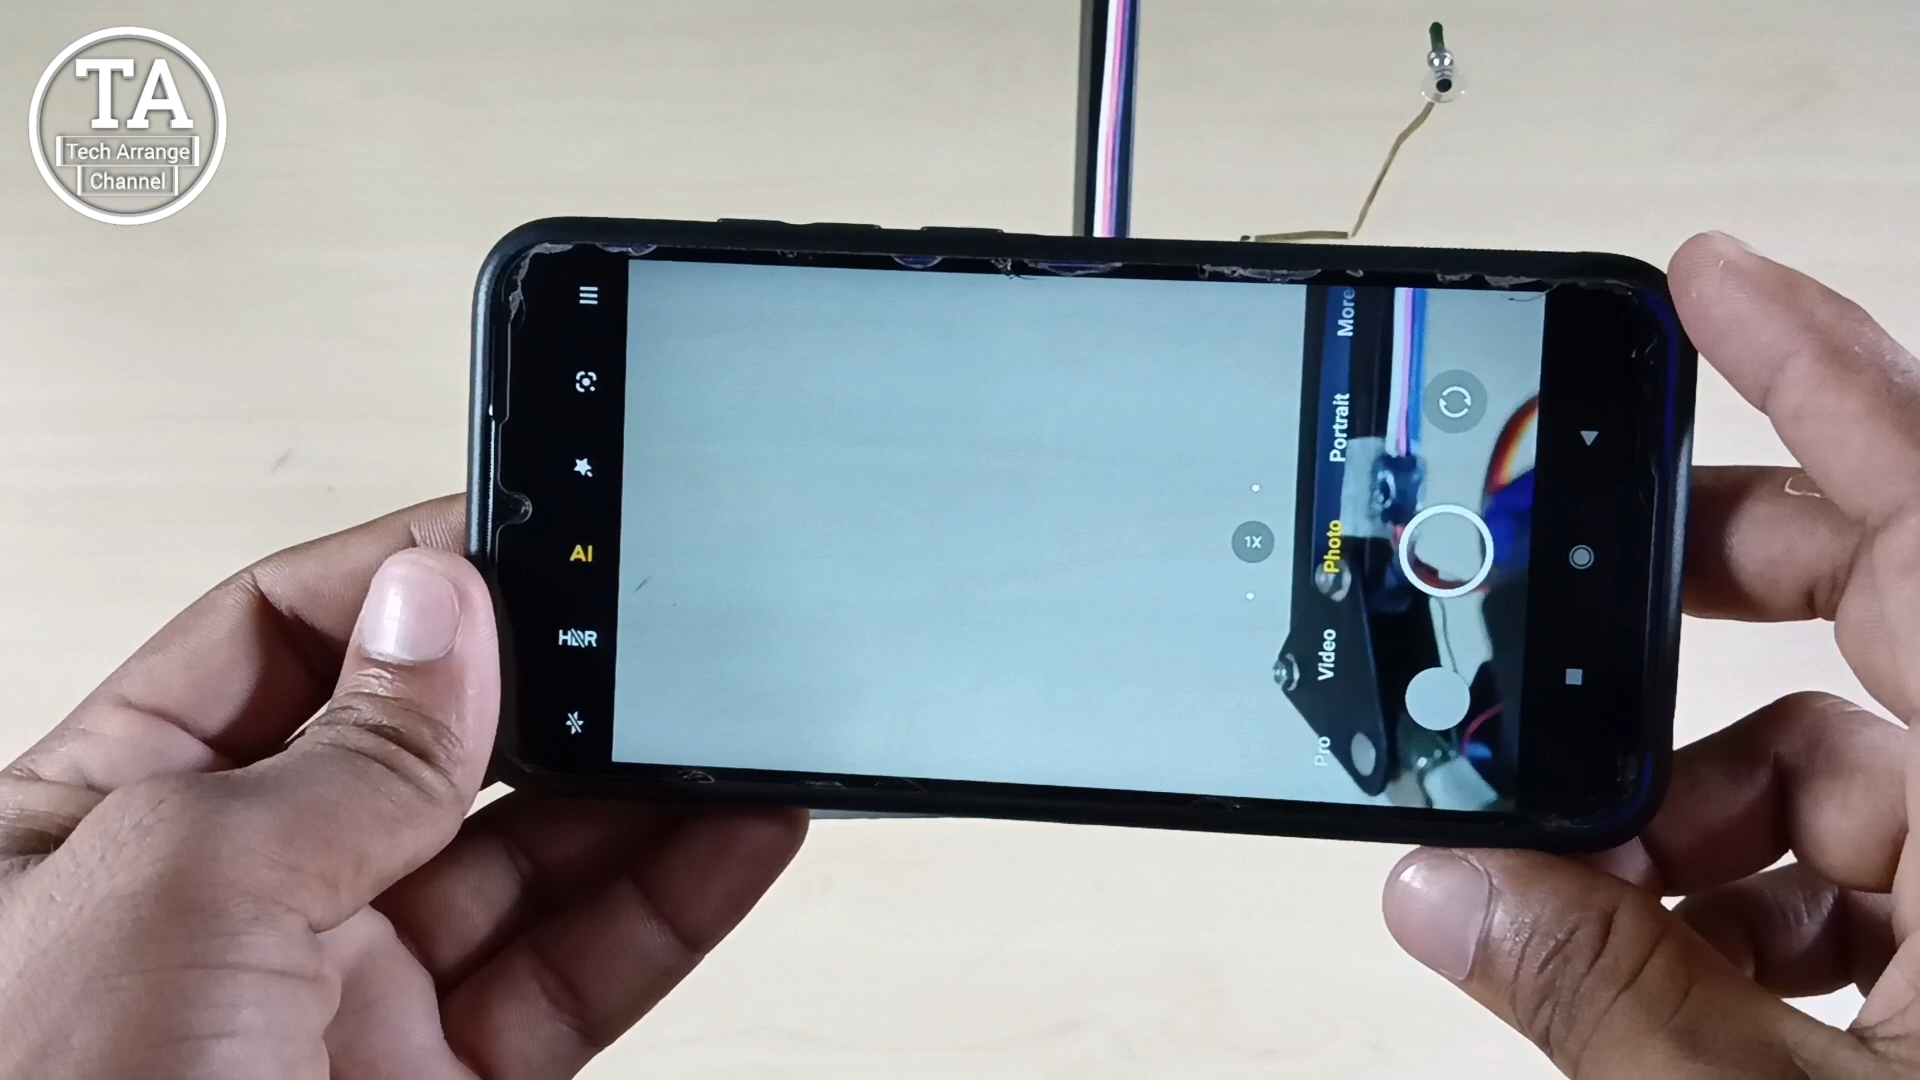 TA
Tech Arrange
Channel
AI
HDR
1X
More
Portrait
Photo
Video
Pro